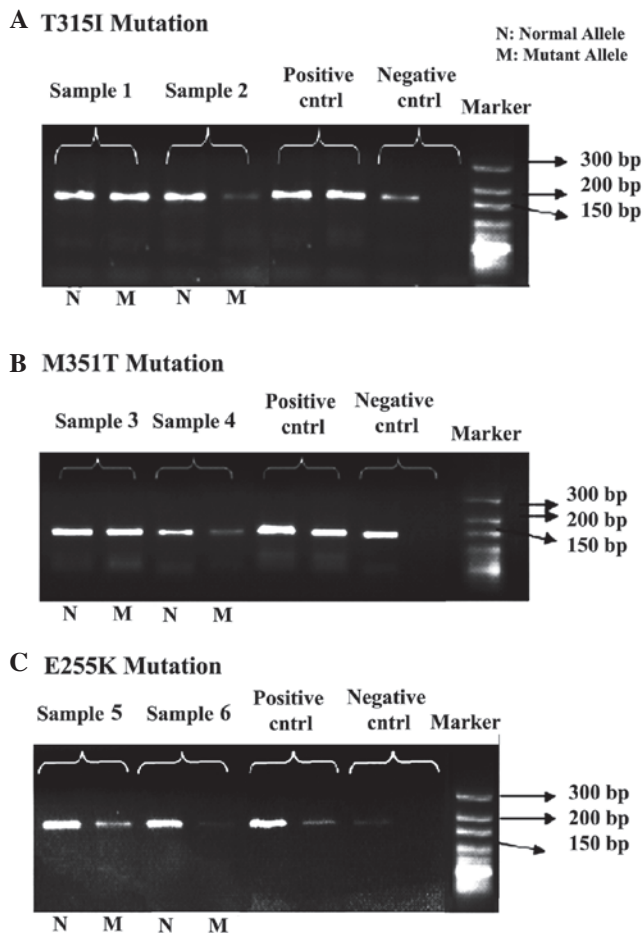 A T315I Mutation
N: Normal Allele
M: Mutant Allele
Sample 1 Sample 2 Positive cntrl Negative cntrl Marker
300 bp
200 bp
150 bp
N M N M
B M351T Mutation
Sample 3 Sample 4 Positive cntrl Negative cntrl Marker
300 bp
200 bp
150 bp
N M N M
C E255K Mutation
Sample 5 Sample 6 Positive cntrl Negative cntrl Marker
300 bp
200 bp
150 bp
N M N M